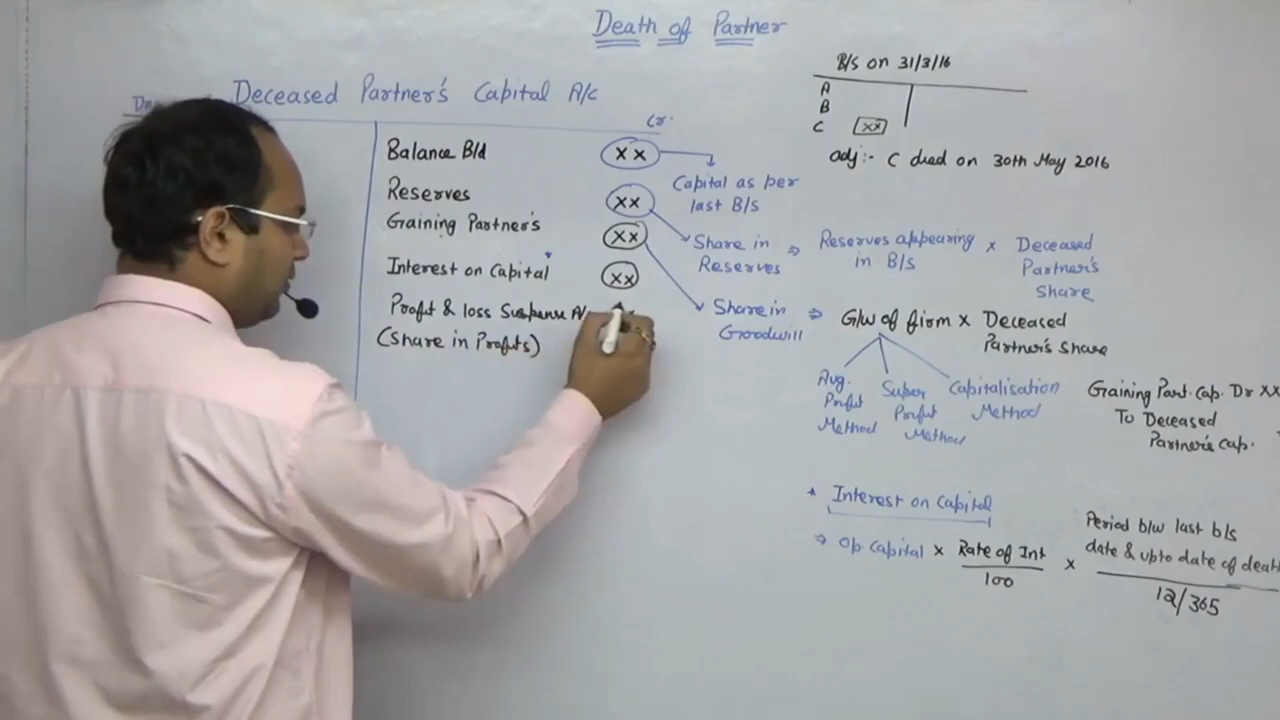 Death of Partner
Dr.
Deceased Partner's Capital A/c
Cr.
Balance B/d xx
Reserves xx
Gaining Partner's xx
Interest on Capital xx
Profit & loss Suspense A/
(Share in Profits)
Capital as per
last B/s
Share in
Reserves
⇒ Reserves appearing
in B/s
× Deceased
Partner's
Share
Share in
Goodwill
⇒ G/w of firm × Deceased
Partner's Share
Avg.
Profit
Method
Super
Profit
Method
Capitalisation
Method
Gaining Part. Cap. Dr xx
To Deceased
Partner's Cap.
B/s on 31/3/16
A
B
C xx
adj:- C died on 30th May 2016
* Interest on Capital
⇒ Op Capital × Rate of Int
100
× Period b/w last b/s
date & upto date of death
12/365